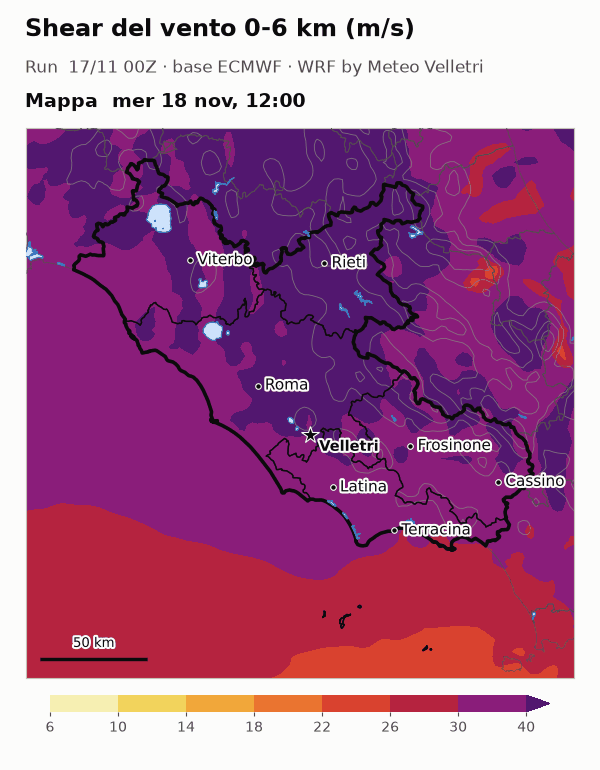 Shear del vento 0-6 km (m/s)
Run  17/11 00Z · base ECMWF · WRF by Meteo Velletri
Mappa  mer 18 nov, 12:00
Viterbo
Rieti
Roma
Velletri
Frosinone
Latina
Cassino
Terracina
50 km
6 10 14 18 22 26 30 40